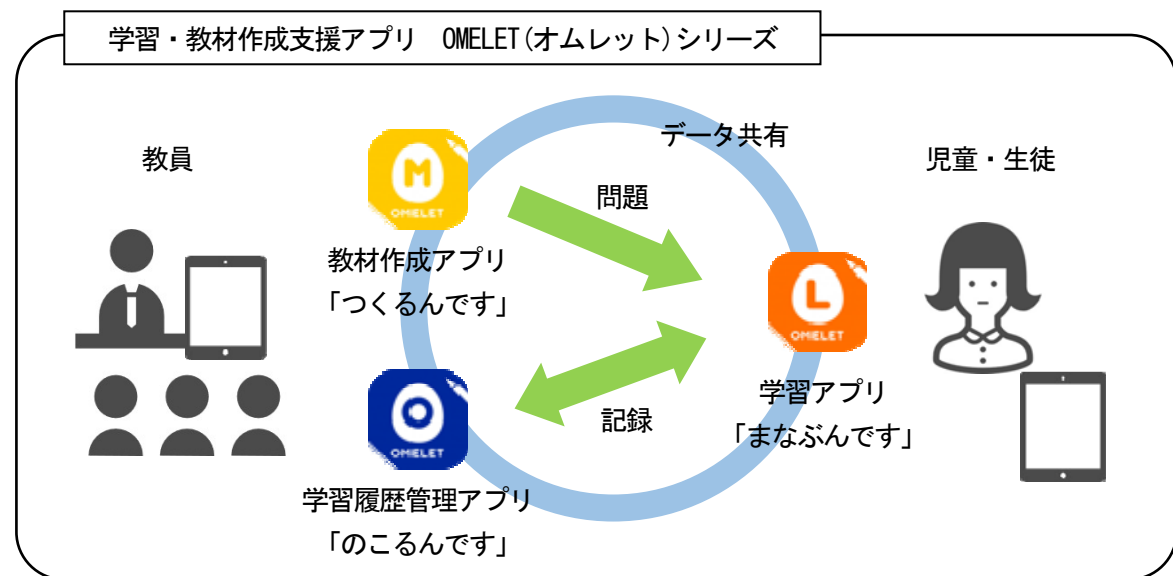 学習・教材作成支援アプリ　OMELET(オムレット)シリーズ
データ共有
教員
児童・生徒
M
OMELET
問題
教材作成アプリ
「つくるんです」
L
OMELET
O
OMELET
記録
学習アプリ
「まなぶんです」
学習履歴管理アプリ
「のこるんです」